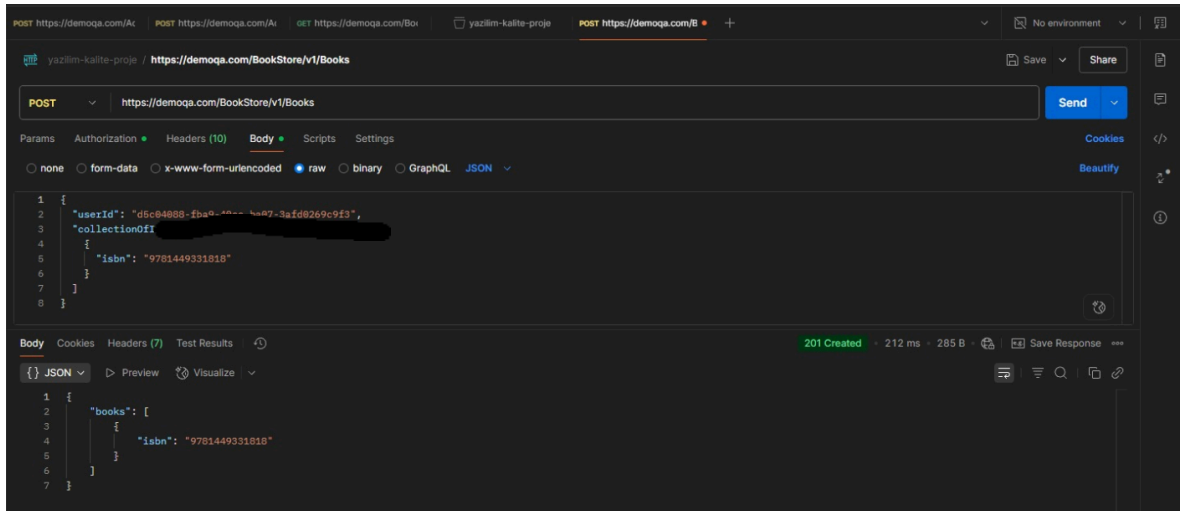 POST https://demoqa.com/Ac POST https://demoqa.com/Ac GET https://demoqa.com/Boo yazilim-kalite-proje POST https://demoqa.com/B No environment
yazilim-kalite-proje / https://demoqa.com/BookStore/v1/Books Save Share
POST https://demoqa.com/BookStore/v1/Books Send
Params Authorization Headers (10) Body Scripts Settings Cookies
none form-data x-www-form-urlencoded raw binary GraphQL JSON Beautify
1 {
2 "userId": "d5c04088-fba9- -3afd0269c9f3",
3 "collectionOfI
4 {
5 "isbn": "9781449331818"
6 }
7 ]
8 }
Body Cookies Headers (7) Test Results 201 Created 212 ms 285 B Save Response
{} JSON Preview Visualize
1 {
2 "books": [
3 {
4 "isbn": "9781449331818"
5 }
6 ]
7 }